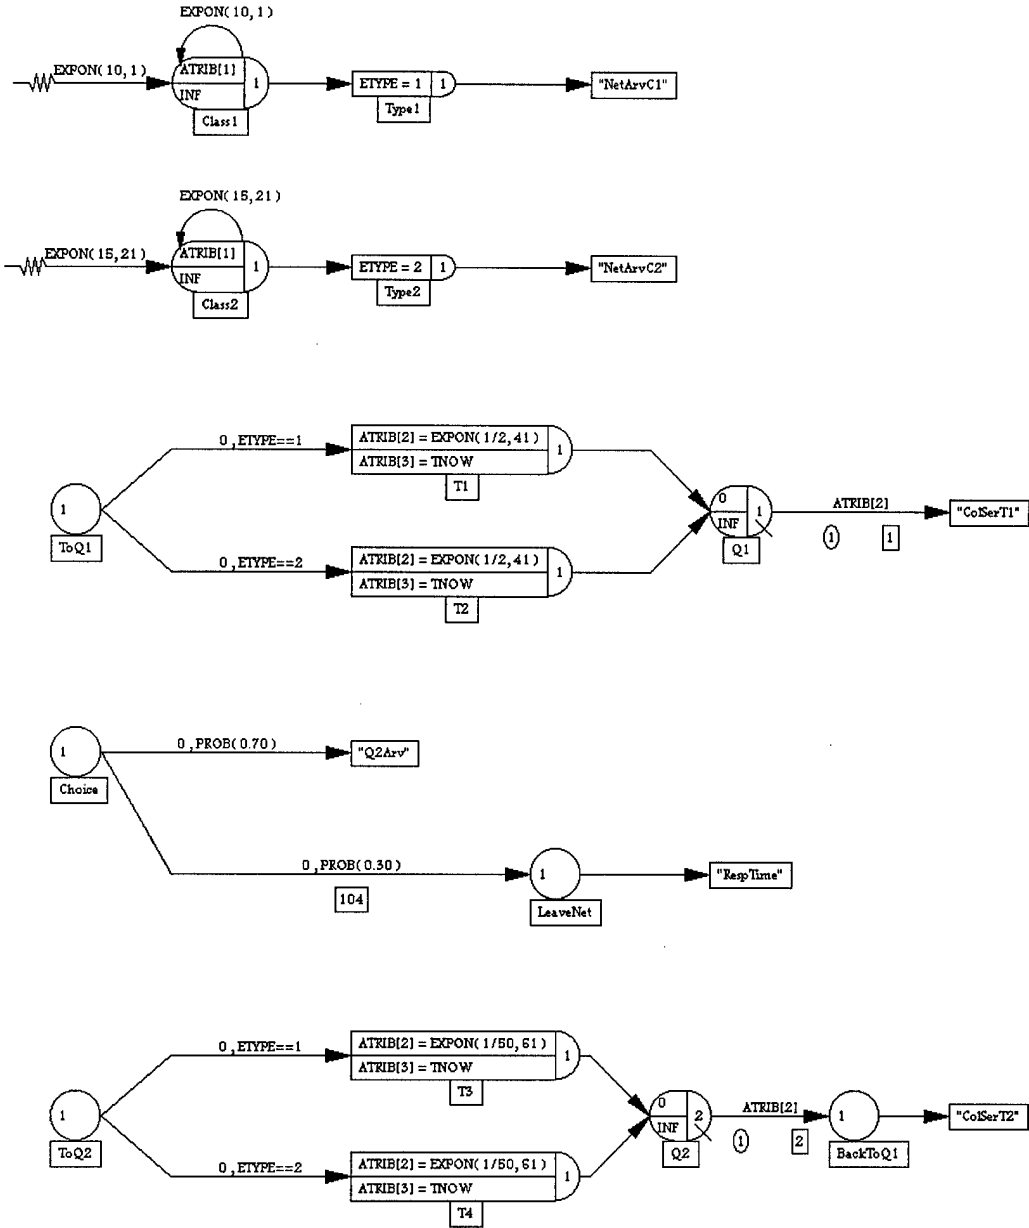 EXPON( 10, 1 )
EXPON( 10, 1 )
ATRIB[1]
1
INF
Class1
ETYPE = 1
1
Type1
"NetArvC1"
EXPON( 15, 21 )
EXPON( 15, 21 )
ATRIB[1]
1
INF
Class2
ETYPE = 2
1
Type2
"NetArvC2"
1
ToQ1
0 ,ETYPE==1
ATRIB[2] = EXPON( 1/2, 41 )
ATRIB[3] = TNOW
1
T1
0 ,ETYPE==2
ATRIB[2] = EXPON( 1/2, 41 )
ATRIB[3] = TNOW
1
T2
0
INF
1
Q1
ATRIB[2]
1
1
"ColSerT1"
1
Choice
0 ,PROB( 0.70 )
"Q2Arv"
0 ,PROB( 0.30 )
104
1
LeaveNet
"RespTime"
1
ToQ2
0 ,ETYPE==1
ATRIB[2] = EXPON( 1/50, 61 )
ATRIB[3] = TNOW
1
T3
0 ,ETYPE==2
ATRIB[2] = EXPON( 1/50, 61 )
ATRIB[3] = TNOW
1
T4
0
INF
2
Q2
ATRIB[2]
1
2
1
BackToQ1
"ColSerT2"